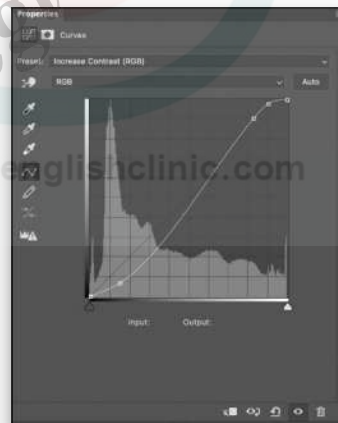 Properties
Curves
Preset: Increase Contrast (RGB)
RGB
Auto
englishclinic.com
Input:
Output: